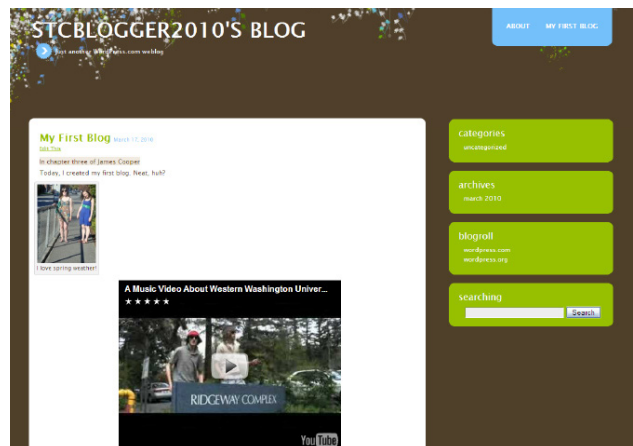 STCBLOGGER2010'S BLOG
Just another WordPress.com weblog
ABOUT MY FIRST BLOG
My First Blog March 17, 2010
Edit This
In chapter three of James Cooper
Today, I created my first blog. Neat, huh?
I love spring weather!
A Music Video About Western Washington Univer...
RIDGEWAY COMPLEX
YouTube
categories
uncategorized
archives
march 2010
blogroll
wordpress.com
wordpress.org
searching
Search